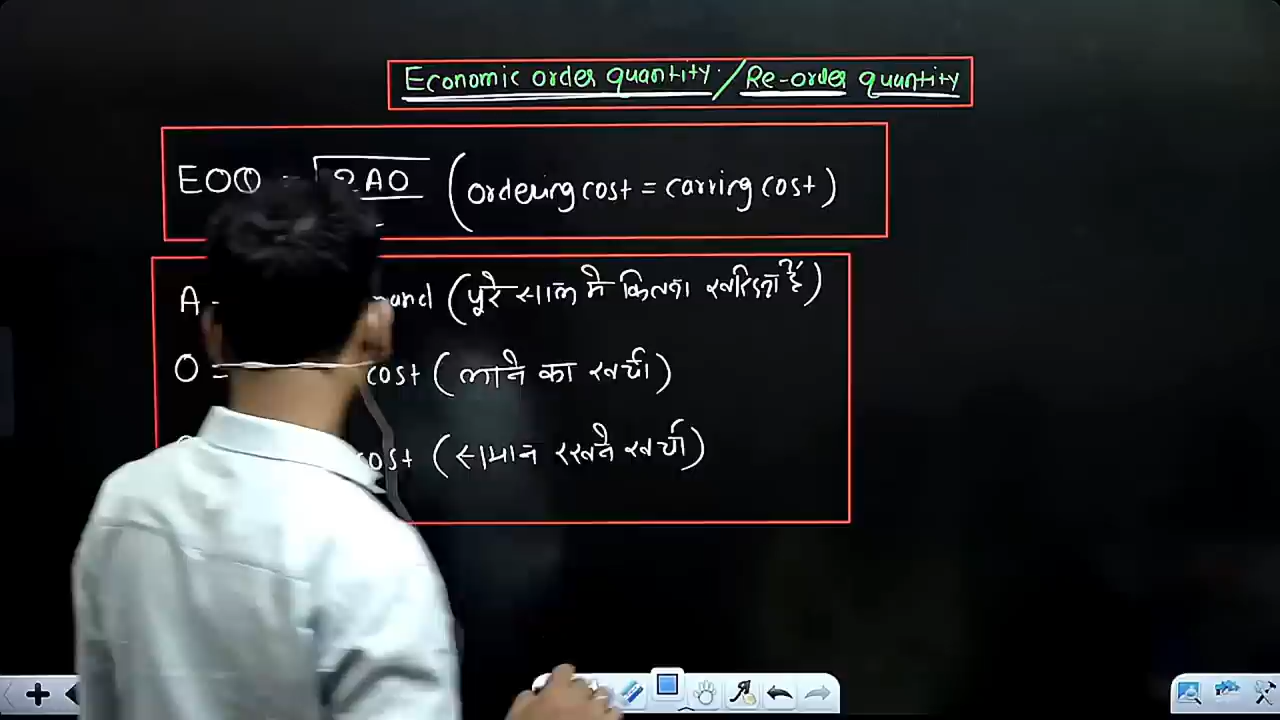 Economic order quantity / Re-order quantity
EOQ = √2AO (ordering cost = carring cost)
A - (पूरे साल मे कितना खरिदना है)
O = cost (लाने का खर्चा)
cost (सामान रखने खर्चा)